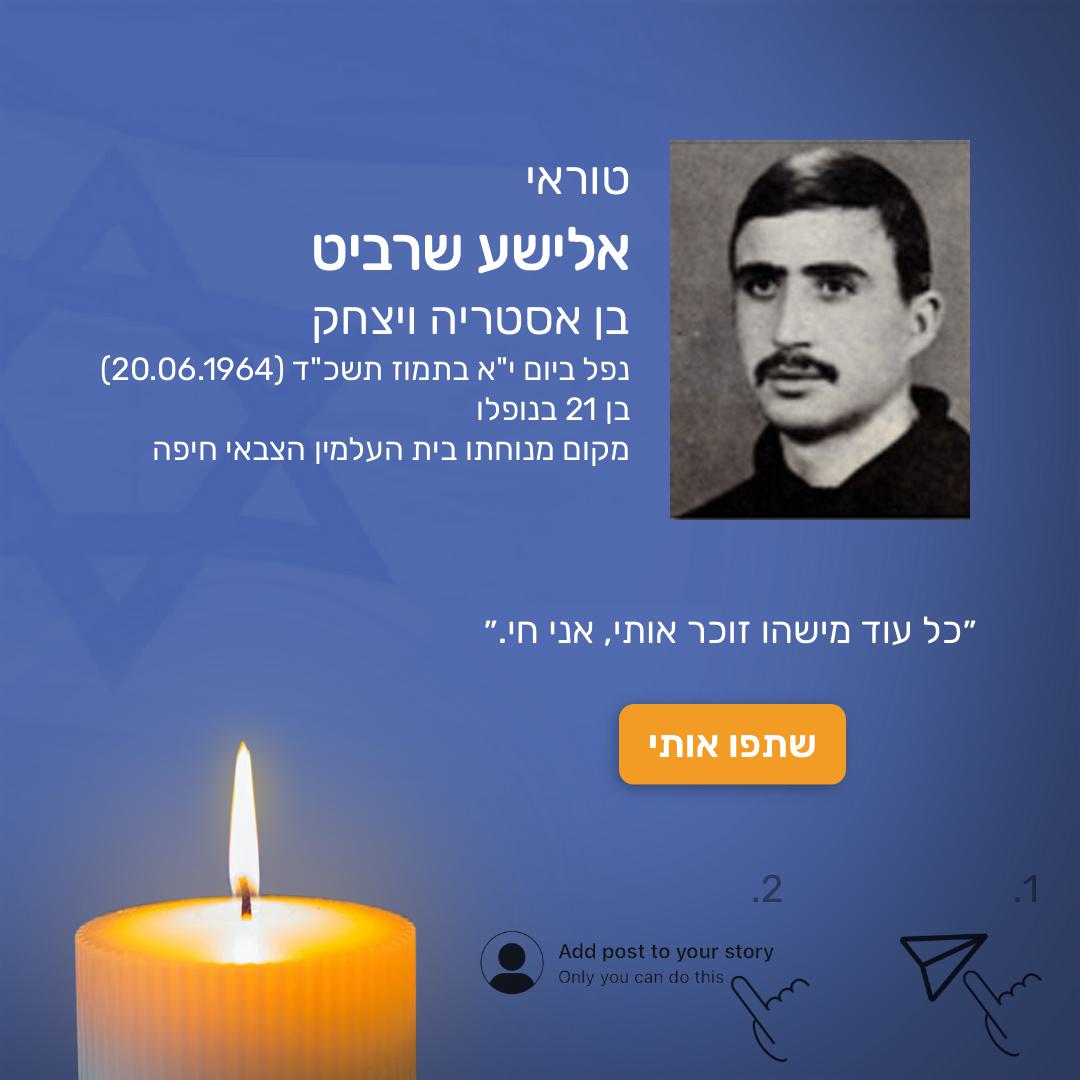 טוראי
אלישע שרביט
בן אסטריה ויצחק
נפל ביום י"א בתמוז תשכ"ד (20.06.1964)
בן 21 בנופלו
מקום מנוחתו בית העלמין הצבאי חיפה
״כל עוד מישהו זוכר אותי, אני חי.״
שתפו אותי
.1
.2
Add post to your story
Only you can do this